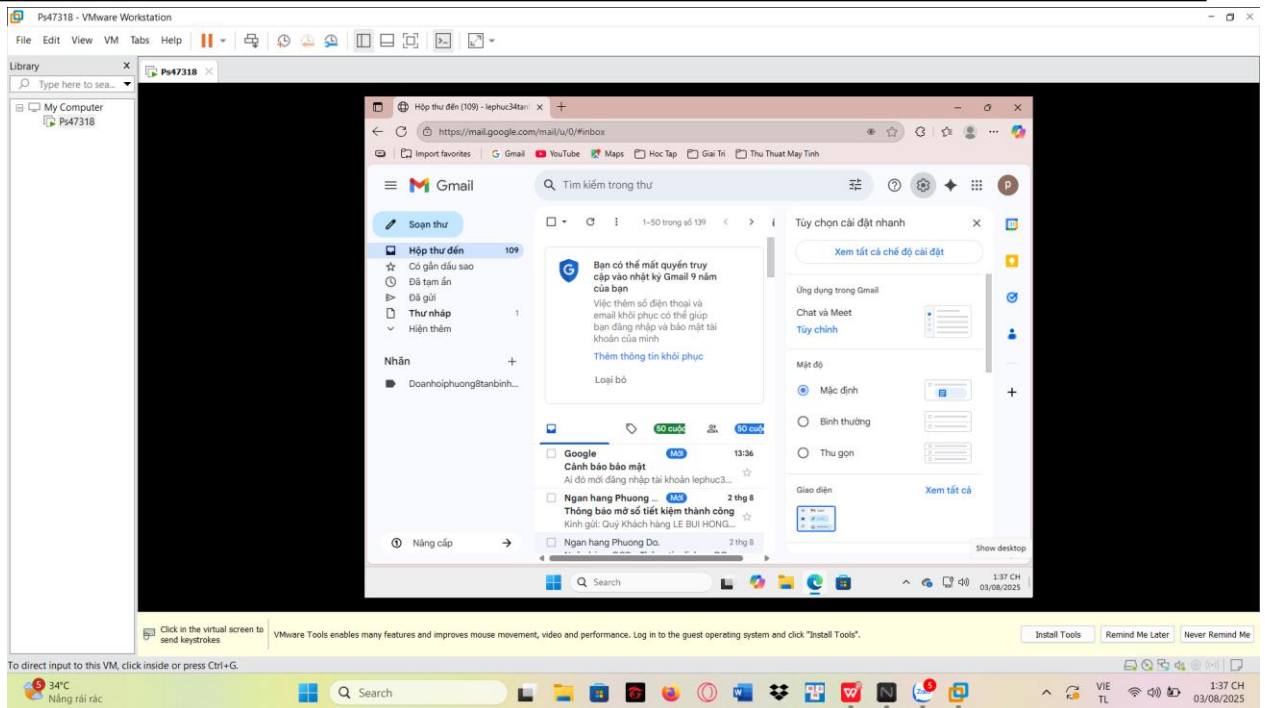 Ps47318 - VMware Workstation
File Edit View VM Tabs Help
Library
Type here to sea...
My Computer
Ps47318
Ps47318
Hộp thư đến (109) - lephuc34tan
https://mail.google.com/mail/u/0/#inbox
Import favorites Gmail YouTube Maps Hoc Tap Giai Tri Thu Thuat May Tinh
Gmail
Tìm kiếm trong thư
P
Soạn thư
Hộp thư đến 109
Có gắn dấu sao
Đã tạm ẩn
Đã gửi
Thư nháp 1
Hiện thêm
Nhãn
Doanhoiphuong8tanbinh...
Nâng cấp
1–50 trong số 139
Bạn có thể mất quyền truy
cập vào nhật ký Gmail 9 năm
của bạn
Việc thêm số điện thoại và
email khôi phục có thể giúp
bạn đăng nhập và bảo mật tài
khoản của mình
Thêm thông tin khôi phục
Loại bỏ
50 cuộc
50 cuộ
Google Mới 13:36
Cảnh báo bảo mật
Ai đó mới đăng nhập tài khoản lephuc3...
Ngan hang Phuong ... Mới 2 thg 8
Thông báo mở sổ tiết kiệm thành công
Kính gửi: Quý Khách hàng LE BUI HONG...
Ngan hang Phuong Do. 2 thg 8
Tùy chọn cài đặt nhanh
Xem tất cả chế độ cài đặt
Ứng dụng trong Gmail
Chat và Meet
Tùy chỉnh
Mật độ
Mặc định
Bình thường
Thu gọn
Giao diện Xem tất cả
Show desktop
Search
1:37 CH
03/08/2025
Click in the virtual screen to
send keystrokes
VMware Tools enables many features and improves mouse movement, video and performance. Log in to the guest operating system and click "Install Tools".
Install Tools
Remind Me Later
Never Remind Me
To direct input to this VM, click inside or press Ctrl+G.
5
34°C
Nắng rải rác
Search
VIE
TL
1:37 CH
03/08/2025